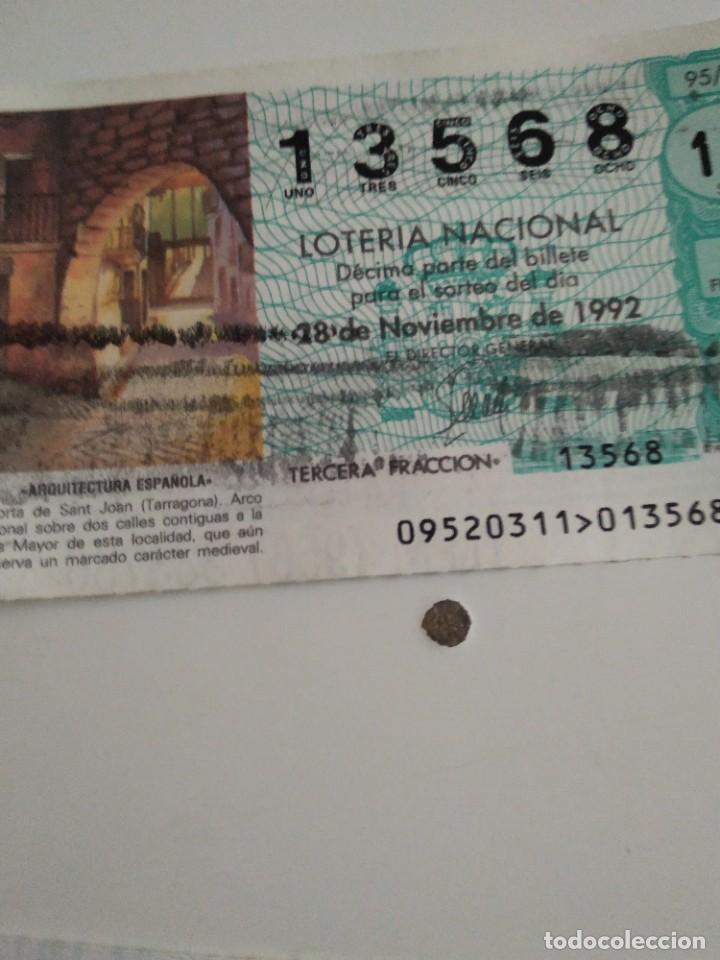 95/
1 3 5 6 8
UNO TRES CINCO SEIS OCHO
1
LOTERIA NACIONAL
Décima parte del billete
para el sorteo del día
28 de Noviembre de 1992
EL DIRECTOR GENERAL
«ARQUITECTURA ESPAÑOLA»
TERCERA FRACCION
13568
orta de Sant Joan (Tarragona). Arco
onal sobre dos calles contiguas a la
Mayor de esta localidad, que aún
erva un marcado carácter medieval.
09520311>013568
todocoleccion
todocoleccion.net